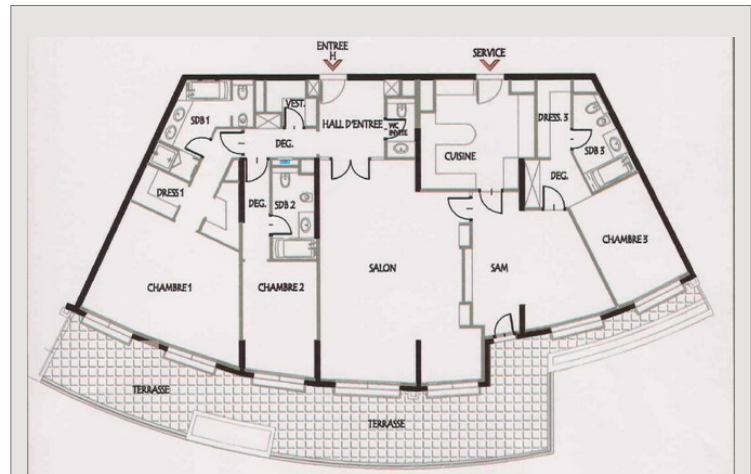 ENTREE
H
SERVICE
SDB 1
VEST.
HALL D'ENTREE
WC
INVITE
DEG.
CUISINE
DRESS. 3
SDB 3
DEG.
DRESS 1
DEG.
SDB 2
CHAMBRE 1
CHAMBRE 2
SALON
SAM
CHAMBRE 3
TERRASSE
TERRASSE